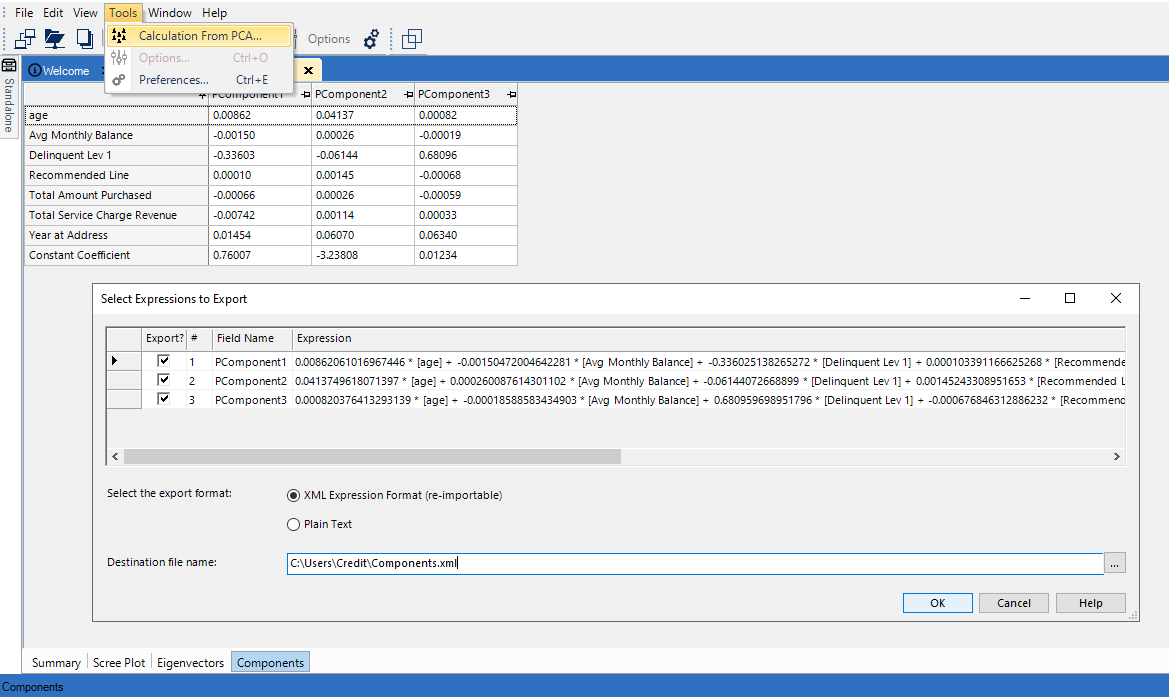 File Edit View Tools Window Help
Calculation From PCA... Options
Options... Ctrl+O
Preferences... Ctrl+E
Welcome
Standalone
PComponent1 PComponent2 PComponent3
age 0.00862 0.04137 0.00082
Avg Monthly Balance -0.00150 0.00026 -0.00019
Delinquent Lev 1 -0.33603 -0.06144 0.68096
Recommended Line 0.00010 0.00145 -0.00068
Total Amount Purchased -0.00066 0.00026 -0.00059
Total Service Charge Revenue -0.00742 0.00114 0.00033
Year at Address 0.01454 0.06070 0.06340
Constant Coefficient 0.76007 -3.23808 0.01234
Select Expressions to Export
Export? # Field Name Expression
1 PComponent1 0.00862061016967446 * [age] + -0.00150472004642281 * [Avg Monthly Balance] + -0.336025138265272 * [Delinquent Lev 1] + 0.000103391166625268 * [Recommende
2 PComponent2 0.0413749618071397 * [age] + 0.000260087614301102 * [Avg Monthly Balance] + -0.06144072668899 * [Delinquent Lev 1] + 0.00145243308951653 * [Recommended L
3 PComponent3 0.000820376413293139 * [age] + -0.00018588583434903 * [Avg Monthly Balance] + 0.680959698951796 * [Delinquent Lev 1] + -0.000676846312886232 * [Recommend
Select the export format: XML Expression Format (re-importable)
Plain Text
Destination file name: C:\Users\Credit\Components.xml ...
OK Cancel Help
Summary Scree Plot Eigenvectors Components
Components